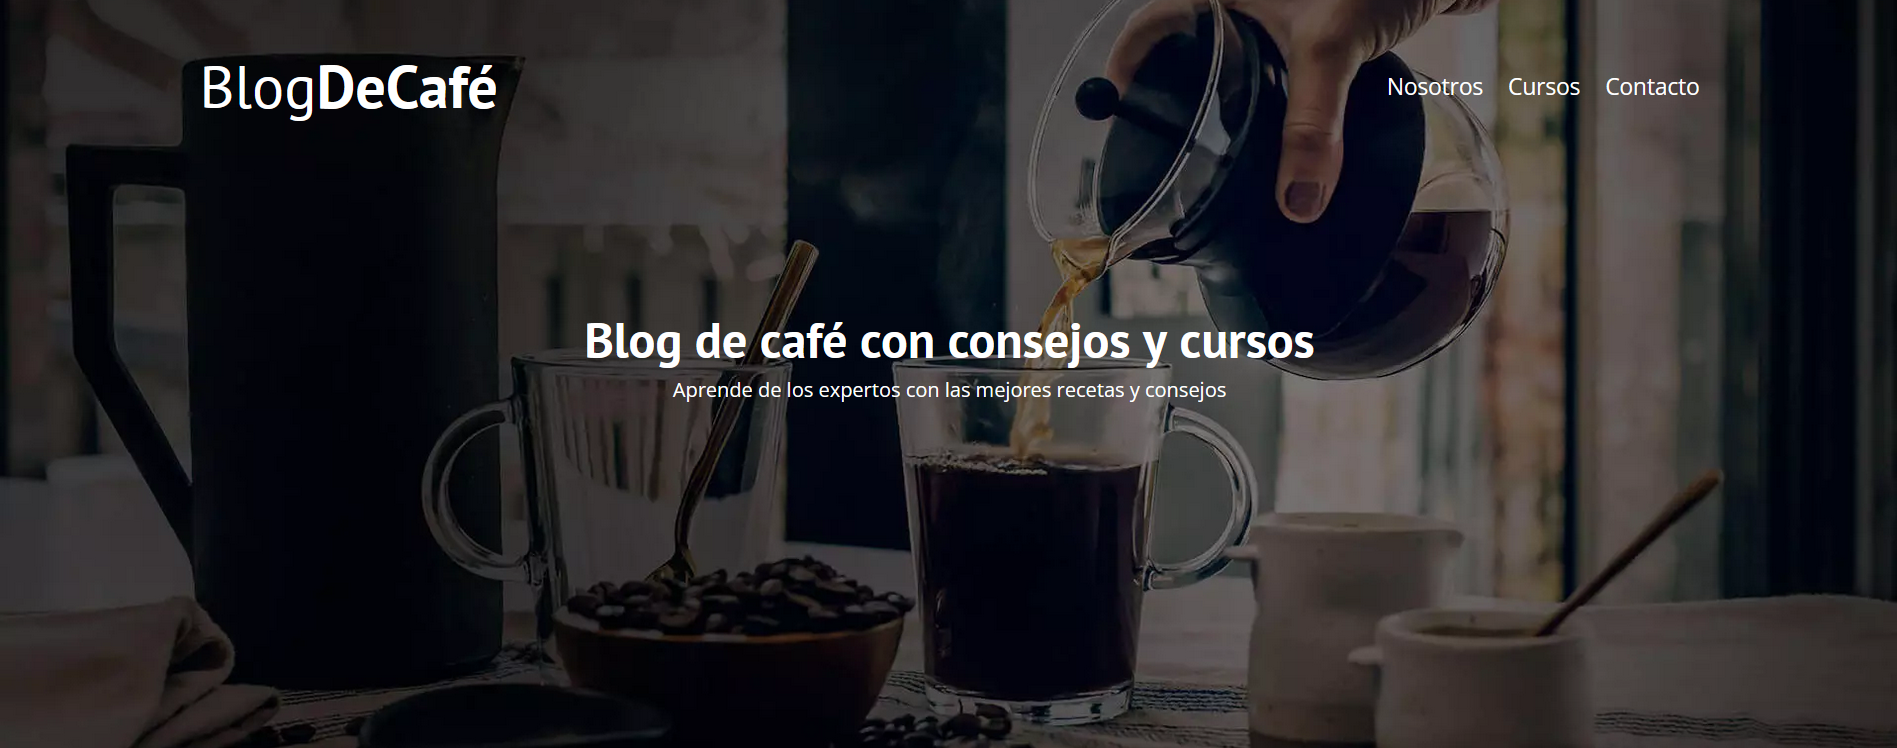 BlogDeCafé
Nosotros Cursos Contacto
Blog de café con consejos y cursos
Aprende de los expertos con las mejores recetas y consejos